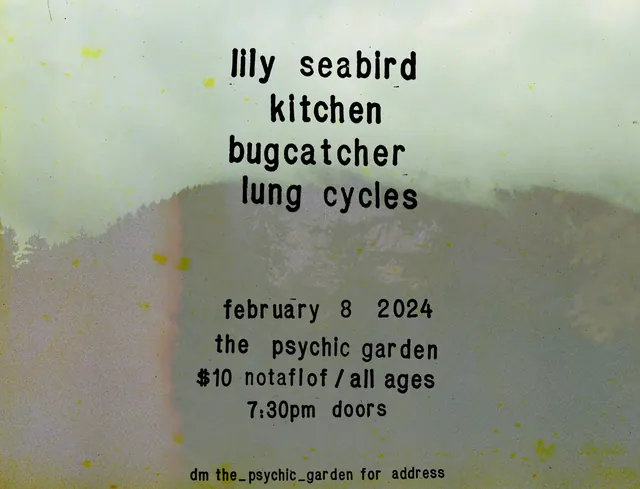 lily seabird
kitchen
bugcatcher
lung cycles
february 8 2024
the psychic garden
$10 notaflof / all ages
7:30pm doors
dm the_psychic_garden for address